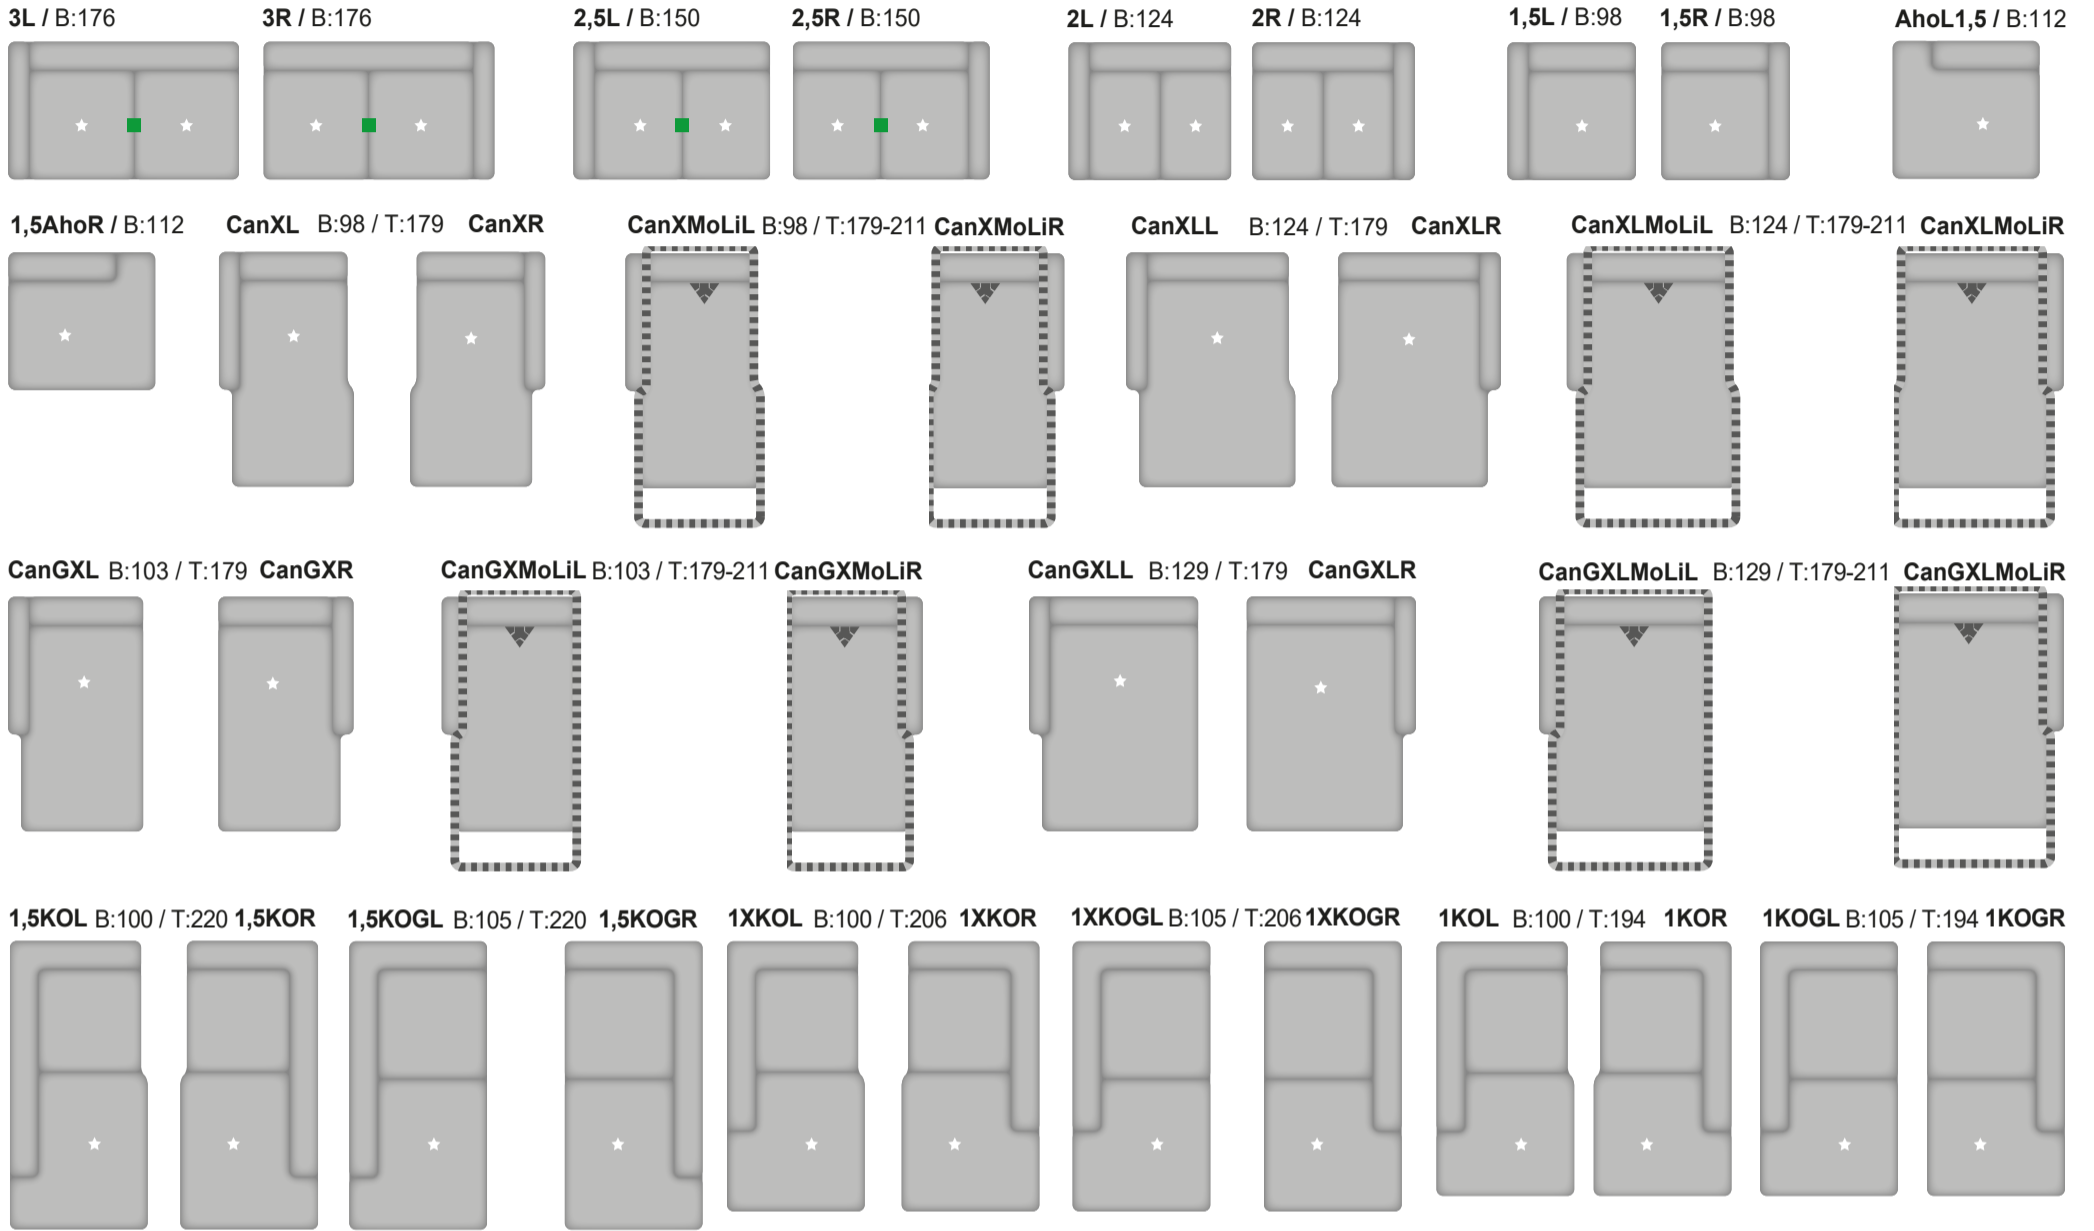 3L / B:176 3R / B:176 2,5L / B:150 2,5R / B:150 2L / B:124 2R / B:124 1,5L / B:98 1,5R / B:98 AhoL1,5 / B:112
1,5AhoR / B:112 CanXL B:98 / T:179 CanXR CanXMoLiL B:98 / T:179-211 CanXMoLiR CanXLL B:124 / T:179 CanXLR CanXLMoLiL B:124 / T:179-211 CanXLMoLiR
CanGXL B:103 / T:179 CanGXR CanGXMoLiL B:103 / T:179-211 CanGXMoLiR CanGXLL B:129 / T:179 CanGXLR CanGXLMoLiL B:129 / T:179-211 CanGXLMoLiR
1,5KOL B:100 / T:220 1,5KOR 1,5KOGL B:105 / T:220 1,5KOGR 1XKOL B:100 / T:206 1XKOR 1XKOGL B:105 / T:206 1XKOGR 1KOL B:100 / T:194 1KOR 1KOGL B:105 / T:194 1KOGR